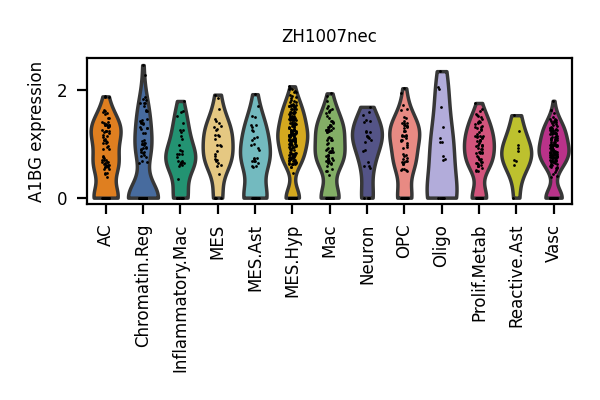 ZH1007nec
A1BG expression
2
0
AC
Chromatin.Reg
Inflammatory.Mac
MES
MES.Ast
MES.Hyp
Mac
Neuron
OPC
Oligo
Prolif.Metab
Reactive.Ast
Vasc